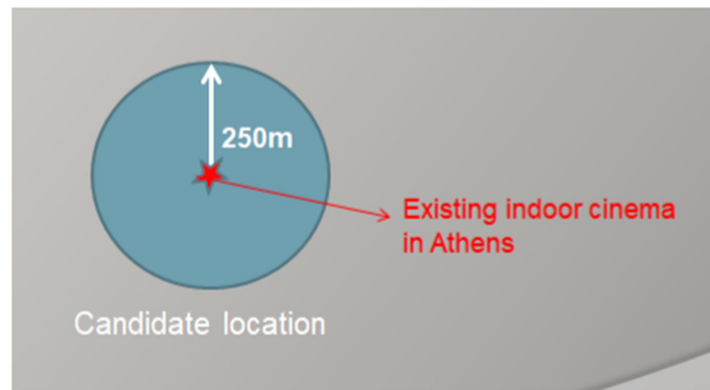 250m
Existing indoor cinema
in Athens
Candidate location